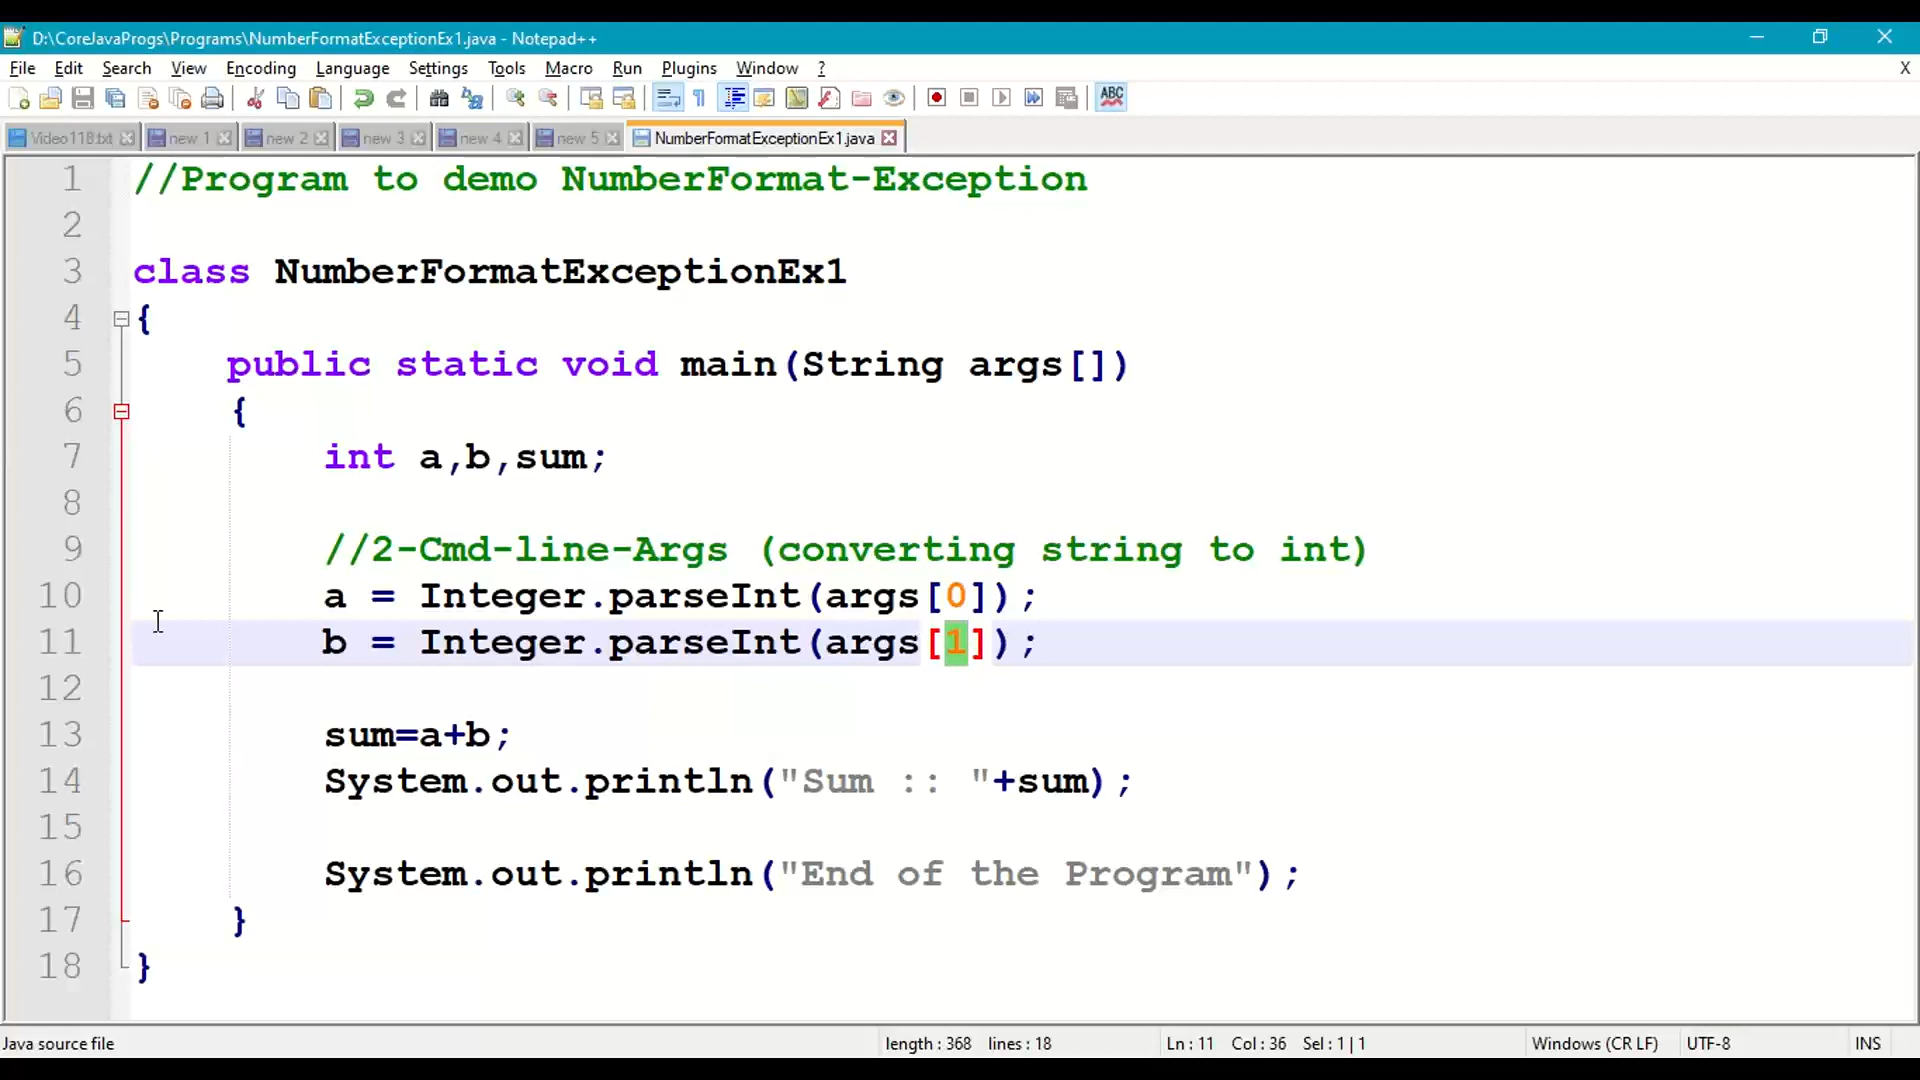 D:\CoreJavaProgs\Programs\NumberFormatExceptionEx1.java - Notepad++
File Edit Search View Encoding Language Settings Tools Macro Run Plugins Window ? X
ABC
Video118.txt new 1 new 2 new 3 new 4 new 5 NumberFormatExceptionEx1.java
1 //Program to demo NumberFormat-Exception
2
3 class NumberFormatExceptionEx1
4 {
5 public static void main(String args[])
6 {
7 int a,b,sum;
8
9 //2-Cmd-line-Args (converting string to int)
10 a = Integer.parseInt(args[0]);
11 b = Integer.parseInt(args[1]);
12
13 sum=a+b;
14 System.out.println("Sum :: "+sum);
15
16 System.out.println("End of the Program");
17 }
18 }
Java source file length : 368 lines : 18 Ln : 11 Col : 36 Sel : 1 | 1 Windows (CR LF) UTF-8 INS